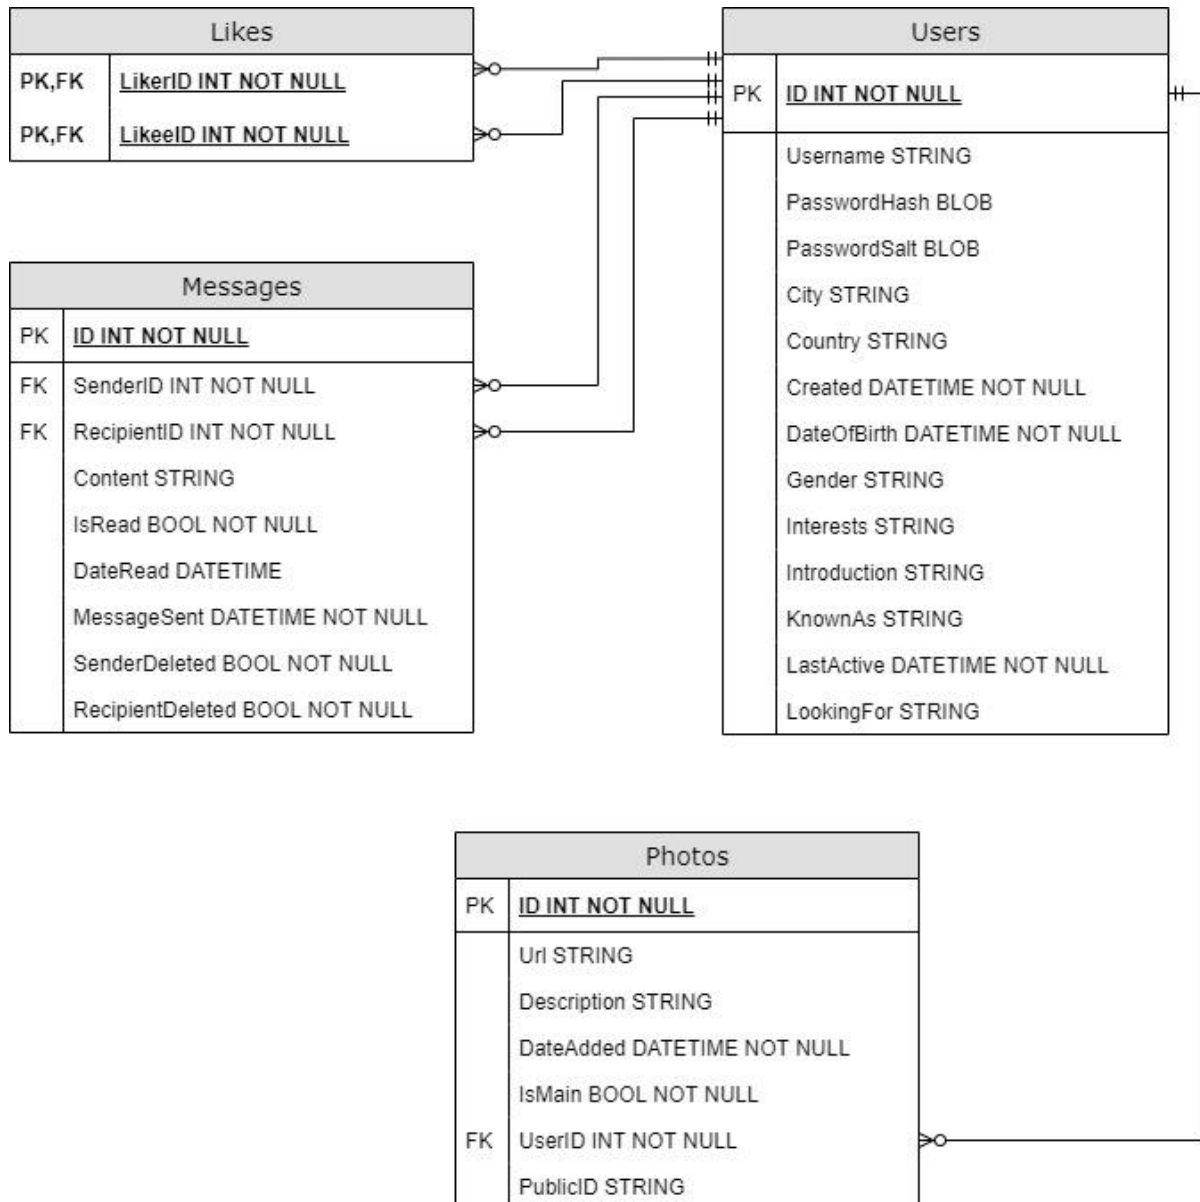 Likes
PK,FK LikerID INT NOT NULL
PK,FK LikeeID INT NOT NULL
Users
PK ID INT NOT NULL
Username STRING
PasswordHash BLOB
PasswordSalt BLOB
City STRING
Country STRING
Created DATETIME NOT NULL
DateOfBirth DATETIME NOT NULL
Gender STRING
Interests STRING
Introduction STRING
KnownAs STRING
LastActive DATETIME NOT NULL
LookingFor STRING
Messages
PK ID INT NOT NULL
FK SenderID INT NOT NULL
FK RecipientID INT NOT NULL
Content STRING
IsRead BOOL NOT NULL
DateRead DATETIME
MessageSent DATETIME NOT NULL
SenderDeleted BOOL NOT NULL
RecipientDeleted BOOL NOT NULL
Photos
PK ID INT NOT NULL
Url STRING
Description STRING
DateAdded DATETIME NOT NULL
IsMain BOOL NOT NULL
FK UserID INT NOT NULL
PublicID STRING